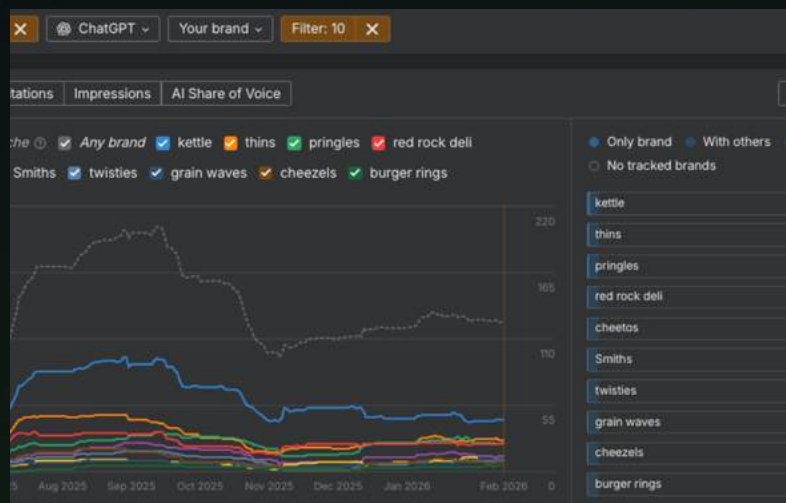 ChatGPT Your brand Filter: 10
tations Impressions AI Share of Voice
che Any brand kettle thins pringles red rock deli
Smiths twisties grain waves cheezels burger rings
220
165
110
55
0
5 Aug 2025 Sep 2025 Oct 2025 Nov 2025 Dec 2025 Jan 2026 Feb 2026
Only brand With others
No tracked brands
kettle
thins
pringles
red rock deli
cheetos
Smiths
twisties
grain waves
cheezels
burger rings